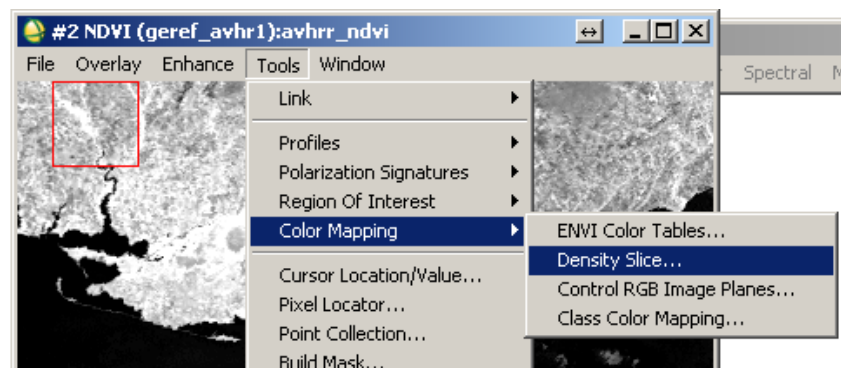 #2 NDVI (geref_avhr1):avhrr_ndvi
File Overlay Enhance Tools Window
Spectral
Link
Profiles
Polarization Signatures
Region Of Interest
Color Mapping
ENVI Color Tables...
Density Slice...
Control RGB Image Planes...
Class Color Mapping...
Cursor Location/Value...
Pixel Locator...
Point Collection...
Build Mask...